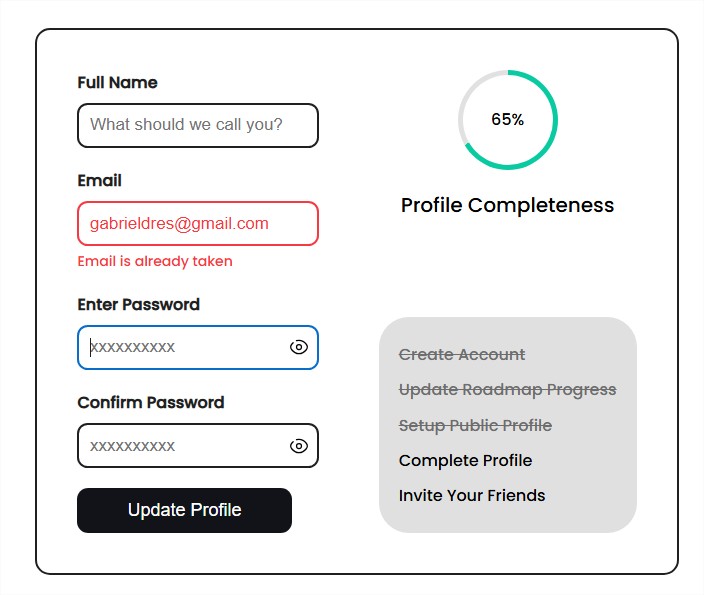 Full Name
What should we call you?
Email
gabrieldres@gmail.com
Email is already taken
Enter Password
xxxxxxxxxx
Confirm Password
xxxxxxxxxx
Update Profile
65%
Profile Completeness
Create Account
Update Roadmap Progress
Setup Public Profile
Complete Profile
Invite Your Friends